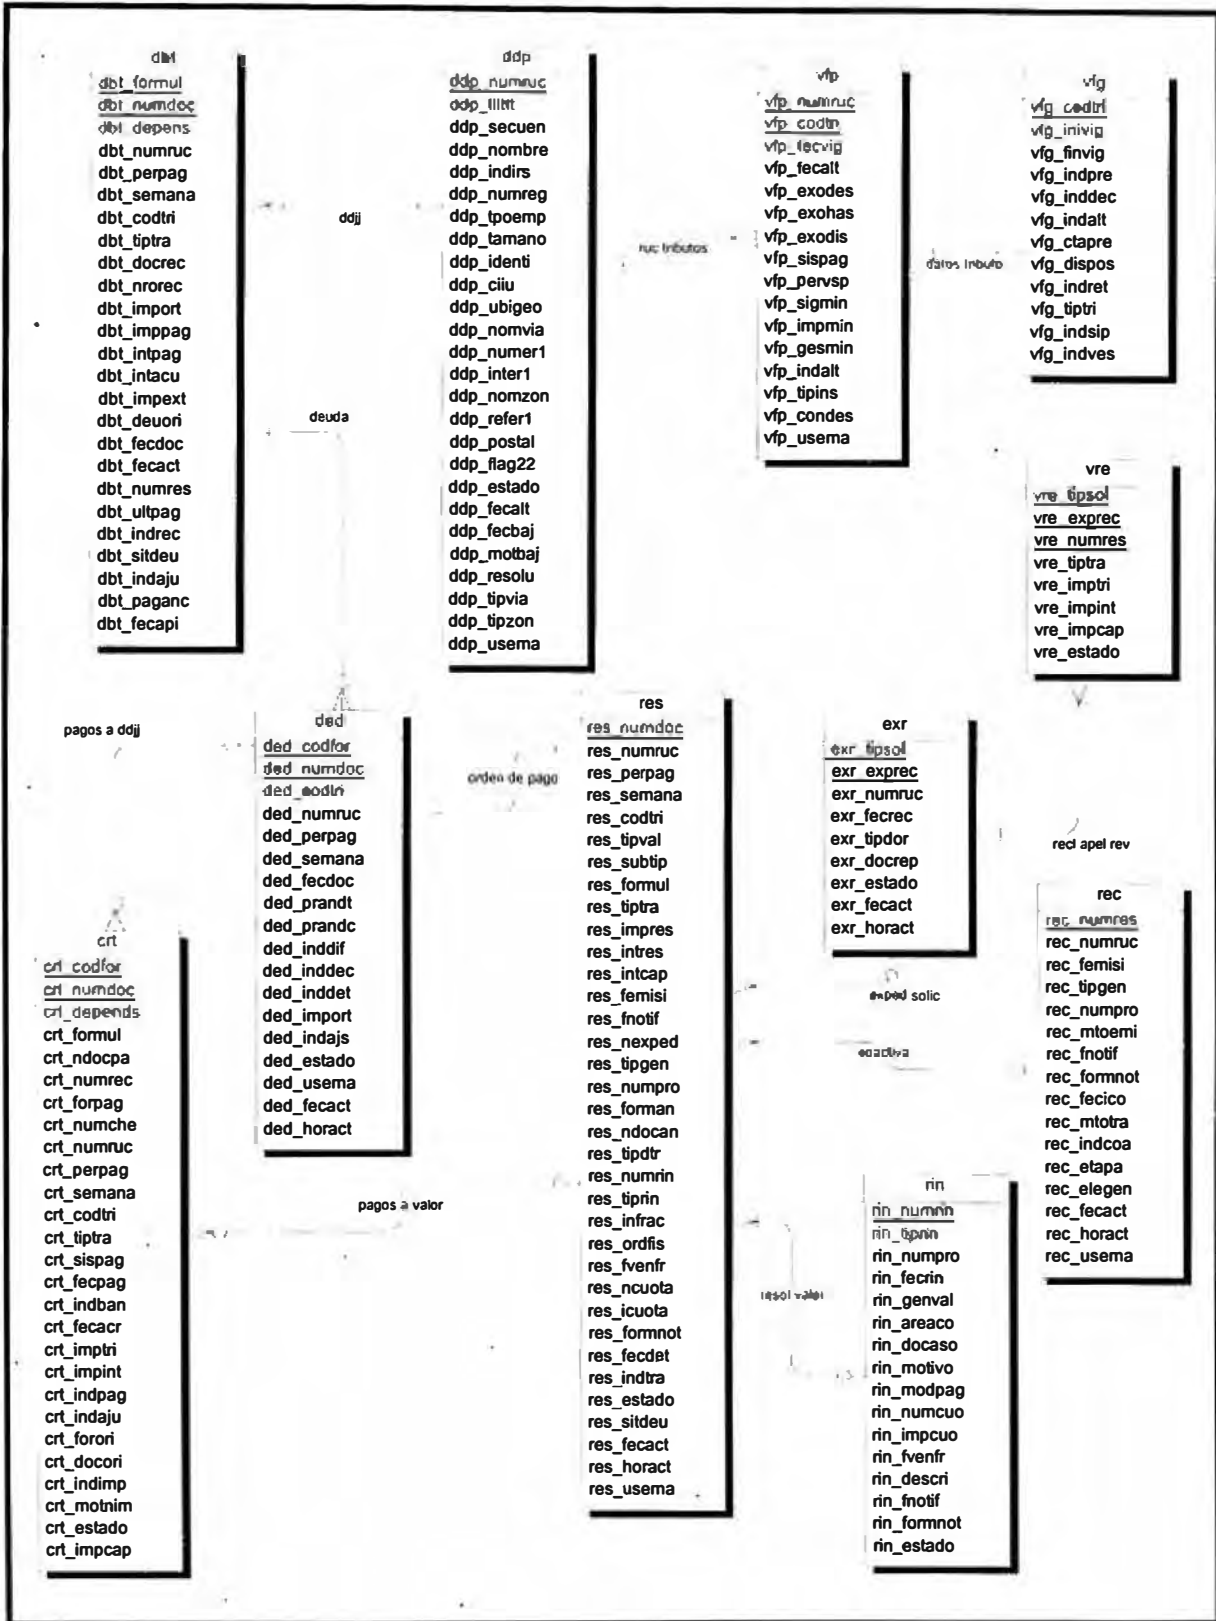 dbt
dbt_formul
dbt_numdoc
dbt_depens
dbt_numruc
dbt_perpag
dbt_semana
dbt_codtri
dbt_tiptra
dbt_docrec
dbt_nrorec
dbt_import
dbt_imppag
dbt_intpag
dbt_intacu
dbt_impext
dbt_deuori
dbt_fecdoc
dbt_fecact
dbt_numres
dbt_ultpag
dbt_indrec
dbt_sitdeu
dbt_indaju
dbt_paganc
dbt_fecapi
ddjj
deuda
ddp
ddp_numruc
ddp_secuen
ddp_nombre
ddp_indirs
ddp_numreg
ddp_tpoemp
ddp_tamano
ddp_identi
ddp_ciiu
ddp_ubigeo
ddp_nomvia
ddp_numer1
ddp_inter1
ddp_nomzon
ddp_refer1
ddp_postal
ddp_flag22
ddp_estado
ddp_fecalt
ddp_fecbaj
ddp_motbaj
ddp_resolu
ddp_tipvia
ddp_tipzon
ddp_userna
ruc tributos
vfp
vfp_numruc
vfp_codtri
vfp_fecvig
vfp_fecalt
vfp_exodes
vfp_exohas
vfp_exodis
vfp_sispag
vfp_pervsp
vfp_sigmin
vfp_impmin
vfp_gesmin
vfp_indalt
vfp_tipins
vfp_condes
vfp_userna
datos tributo
vfg
vfg_codtri
vfg_inivig
vfg_finvig
vfg_indpre
vfg_inddec
vfg_indalt
vfg_ctapre
vfg_dispos
vfg_indret
vfg_tiptri
vfg_indsip
vfg_indves
vre
vre_tipsol
vre_exprec
vre_numres
vre_tiptra
vre_imptri
vre_impint
vre_impcap
vre_estado
pagos a ddjj
ded
ded_codfor
ded_numdoc
ded_codtri
ded_numruc
ded_perpag
ded_semana
ded_fecdoc
ded_prandt
ded_prandc
ded_inddif
ded_inddec
ded_inddet
ded_import
ded_indajs
ded_estado
ded_userna
ded_fecact
ded_horact
orden de pago
res
res_numdoc
res_numruc
res_perpag
res_semana
res_codtri
res_tipval
res_subtip
res_formul
res_tiptra
res_impres
res_intres
res_intcap
res_femisi
res_fnotif
res_nexped
res_tipgen
res_numpro
res_forman
res_ndocan
res_tipdtr
res_numrin
res_tiprin
res_infrac
res_ordfis
res_fvenfr
res_ncuota
res_icuota
res_formnot
res_fecdet
res_indtra
res_estado
res_sitdeu
res_fecact
res_horact
res_userna
exr
exr_tipsol
exr_exprec
exr_numruc
exr_fecrec
exr_tipdor
exr_docrep
exr_estado
exr_fecact
exr_horact
recl apel rev
exped solic
coactiva
rec
rec_numres
rec_numruc
rec_femisi
rec_tipgen
rec_numpro
rec_mtoemi
rec_fnotif
rec_formnot
rec_fecico
rec_mtotra
rec_indcoa
rec_etapa
rec_elegen
rec_fecact
rec_horact
rec_userna
crt
crt_codfor
crt_numdoc
crt_depends
crt_formul
crt_ndocpa
crt_numrec
crt_forpag
crt_numche
crt_numruc
crt_perpag
crt_semana
crt_codtri
crt_tiptra
crt_sispag
crt_fecpag
crt_indban
crt_fecacr
crt_imptri
crt_impint
crt_indpag
crt_indaju
crt_forori
crt_docori
crt_indimp
crt_motnim
crt_estado
crt_impcap
pagos a valor
resol valor
rin
rin_numrin
rin_tiprin
rin_numpro
rin_fecrin
rin_genval
rin_areaco
rin_docaso
rin_motivo
rin_modpag
rin_numcuo
rin_impcuo
rin_fvenfr
rin_descri
rin_fnotif
rin_formnot
rin_estado